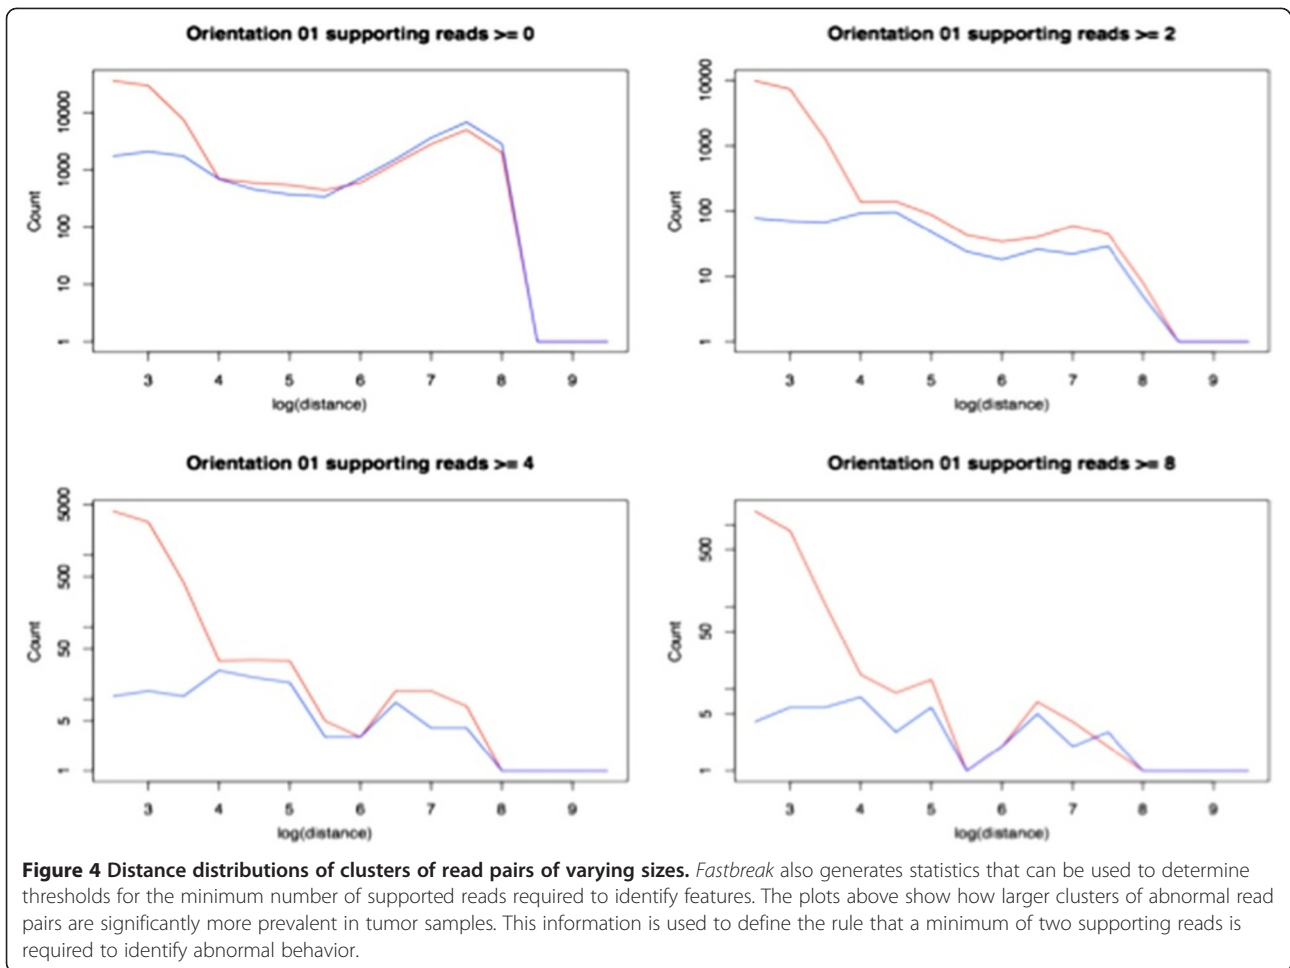 Orientation 01 supporting reads >= 0
Count
10000
1000
100
10
1
3 4 5 6 7 8 9
log(distance)
Orientation 01 supporting reads >= 2
Count
10000
1000
100
10
1
3 4 5 6 7 8 9
log(distance)
Orientation 01 supporting reads >= 4
Count
5000
500
50
5
1
3 4 5 6 7 8 9
log(distance)
Orientation 01 supporting reads >= 8
Count
500
50
5
1
3 4 5 6 7 8 9
log(distance)
Figure 4 Distance distributions of clusters of read pairs of varying sizes. Fastbreak also generates statistics that can be used to determine
thresholds for the minimum number of supported reads required to identify features. The plots above show how larger clusters of abnormal read
pairs are significantly more prevalent in tumor samples. This information is used to define the rule that a minimum of two supporting reads is
required to identify abnormal behavior.